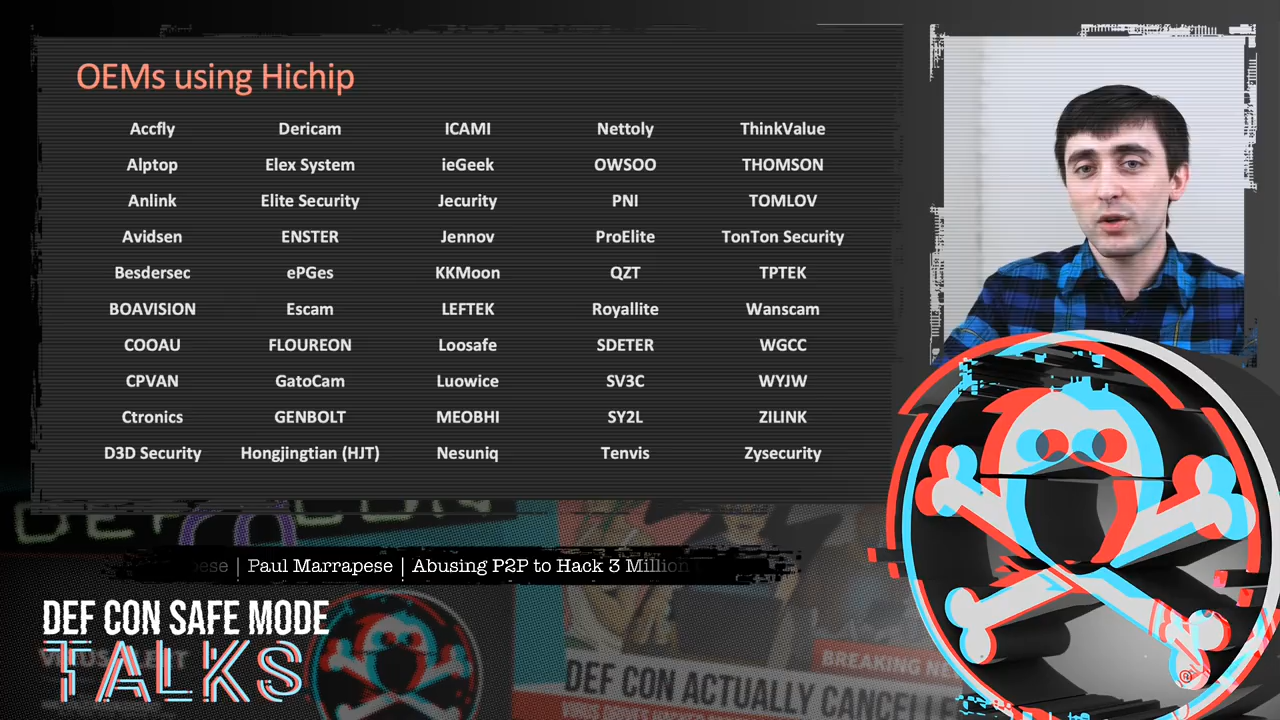 OEMs using Hichip
Accfly Dericam ICAMI Nettoly ThinkValue
Alptop Elex System ieGeek OWSOO THOMSON
Anlink Elite Security Jecurity PNI TOMLOV
Avidsen ENSTER Jennov ProElite TonTon Security
Besdersec ePGes KKMoon QZT TPTEK
BOAVISION Escam LEFTEK Royallite Wanscam
COOAU FLOUREON Loosafe SDETER WGCC
CPVAN GatoCam Luowice SV3C WYJW
Ctronics GENBOLT MEOBHI SY2L ZILINK
D3D Security Hongjingtian (HJT) Nesuniq Tenvis Zysecurity
DEF CON
pese | Paul Marrapese | Abusing P2P to Hack 3 Million
DEF CON SAFE MODE
TALKS
BREAKING NE
DEF CON ACTUALLY CANCELLE